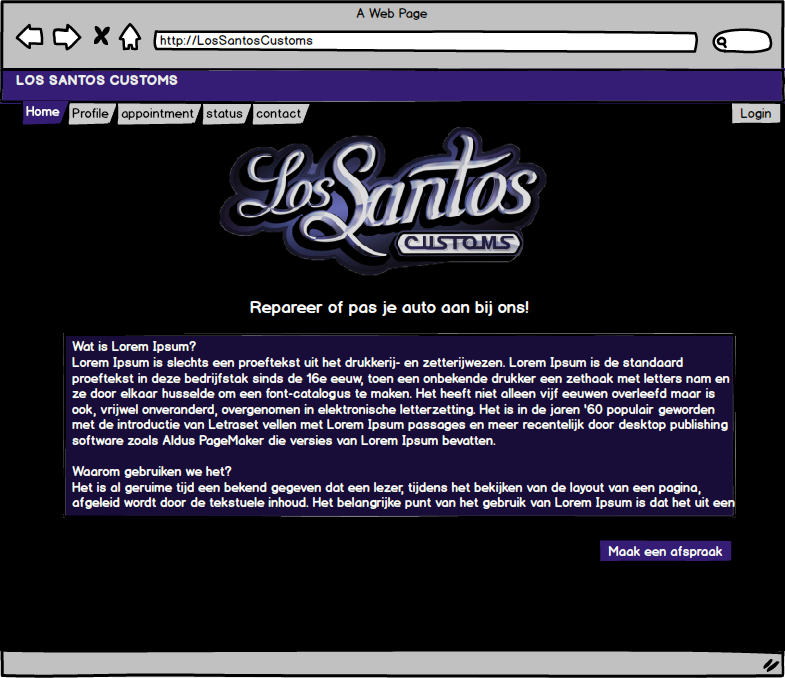 A Web Page
http://LosSantosCustoms
LOS SANTOS CUSTOMS
Home Profile appointment status contact Login
Los Santos
CUSTOMS
Repareer of pas je auto aan bij ons!
Wat is Lorem Ipsum?
Lorem Ipsum is slechts een proeftekst uit het drukkerij- en zetterijwezen. Lorem Ipsum is de standaard
proeftekst in deze bedrijfstak sinds de 16e eeuw, toen een onbekende drukker een zethaak met letters nam en
ze door elkaar husselde om een font-catalogus te maken. Het heeft niet alleen vijf eeuwen overleefd maar is
ook, vrijwel onveranderd, overgenomen in elektronische letterzetting. Het is in de jaren '60 populair geworden
met de introductie van Letraset vellen met Lorem Ipsum passages en meer recentelijk door desktop publishing
software zoals Aldus PageMaker die versies van Lorem Ipsum bevatten.
Waarom gebruiken we het?
Het is al geruime tijd een bekend gegeven dat een lezer, tijdens het bekijken van de layout van een pagina,
afgeleid wordt door de tekstuele inhoud. Het belangrijke punt van het gebruik van Lorem Ipsum is dat het uit een
Maak een afspraak